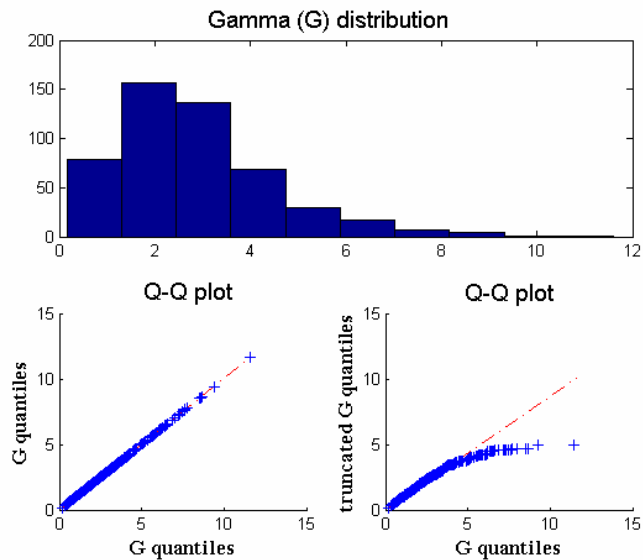 Gamma (G) distribution
200
150
100
50
0
0 2 4 6 8 10 12
Q-Q plot
15
10
5
0
0 5 10 15
G quantiles
G quantiles
Q-Q plot
15
10
5
0
0 5 10 15
truncated G quantiles
G quantiles